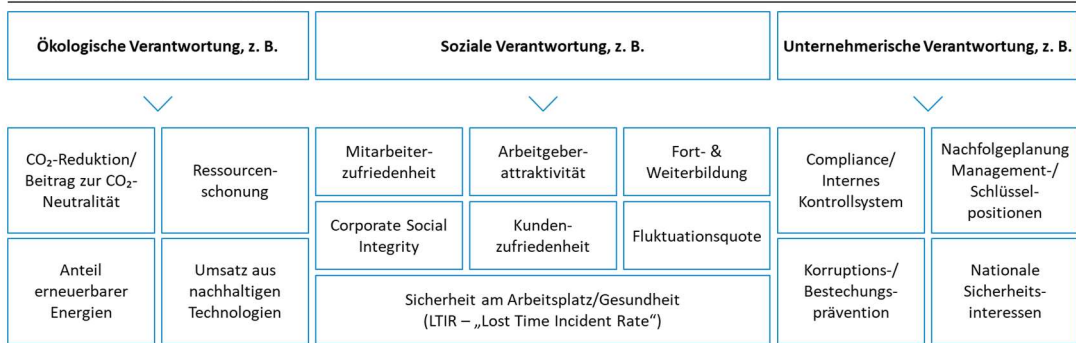 Ökologische Verantwortung, z. B.
Soziale Verantwortung, z. B.
Unternehmerische Verantwortung, z. B.
CO₂-Reduktion/
Beitrag zur CO₂-
Neutralität
Ressourcen-
schonung
Anteil
erneuerbarer
Energien
Umsatz aus
nachhaltigen
Technologien
Mitarbeiter-
zufriedenheit
Arbeitgeber-
attraktivität
Fort- &
Weiterbildung
Corporate Social
Integrity
Kunden-
zufriedenheit
Fluktuationsquote
Sicherheit am Arbeitsplatz/Gesundheit
(LTIR – „Lost Time Incident Rate“)
Compliance/
Internes
Kontrollsystem
Nachfolgeplanung
Management-/
Schlüssel-
positionen
Korruptions-/
Bestechungs-
prävention
Nationale
Sicherheits-
interessen